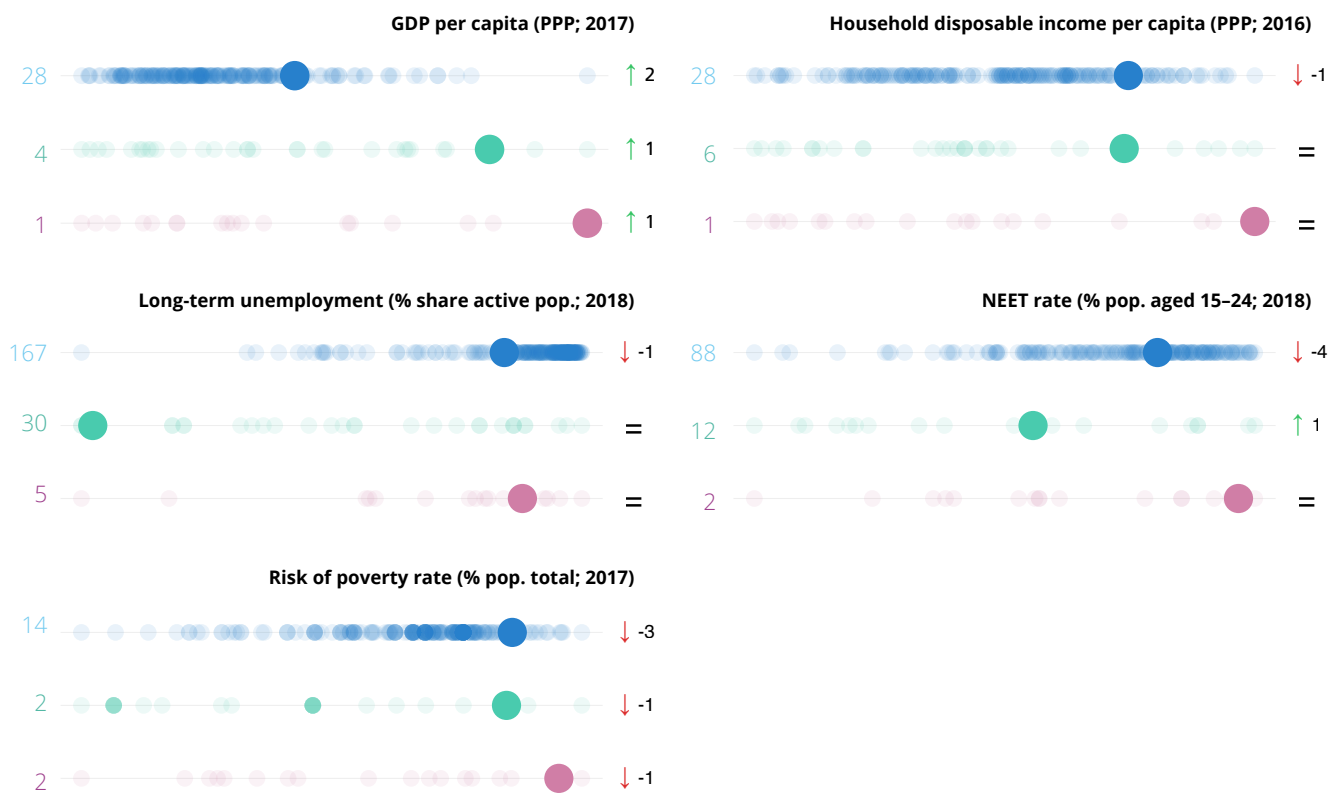 GDP per capita (PPP; 2017)
28 ↑ 2
4 ↑ 1
1 ↑ 1
Household disposable income per capita (PPP; 2016)
28 ↓ -1
6 =
1 =
Long-term unemployment (% share active pop.; 2018)
167 ↓ -1
30 =
5 =
NEET rate (% pop. aged 15–24; 2018)
88 ↓ -4
12 ↑ 1
2 =
Risk of poverty rate (% pop. total; 2017)
14 ↓ -3
2 ↓ -1
2 ↓ -1